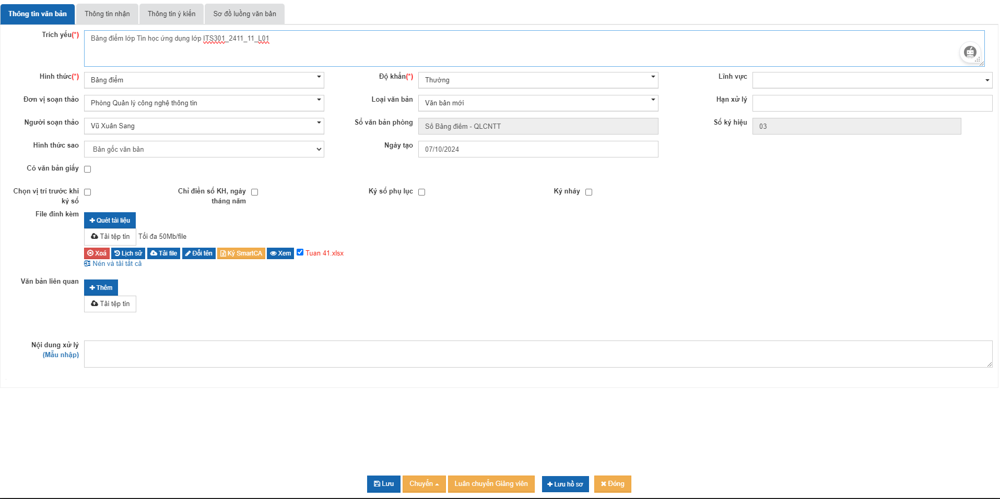 Thông tin văn bản Thông tin nhận Thông tin ý kiến Sơ đồ luồng văn bản
Trích yếu(*) Bảng điểm lớp Tin học ứng dụng lớp ITS301_2411_11_L01
Hình thức(*) Bảng điểm Độ khẩn(*) Thường Lĩnh vực
Đơn vị soạn thảo Phòng Quản lý công nghệ thông tin Loại văn bản Văn bản mới Hạn xử lý
Người soạn thảo Vũ Xuân Sang Sổ văn bản phòng Sổ Bảng điểm - QLCNTT Số ký hiệu 03
Hình thức sao Bản gốc văn bản Ngày tạo 07/10/2024
Có văn bản giấy
Chọn vị trí trước khi ký số Chỉ điền số KH, ngày tháng năm Ký số phụ lục Ký nháy
File đính kèm
Quét tài liệu
Tải tệp tin Tối đa 50Mb/file
Xoá Lịch sử Tải file Đổi tên Ký SmartCA Xem Tuan 41.xlsx
Nén và tải tất cả
Văn bản liên quan
Thêm
Tải tệp tin
Nội dung xử lý
(Mẫu nhập)
Lưu Chuyển Luân chuyển Giảng viên Lưu hồ sơ Đóng